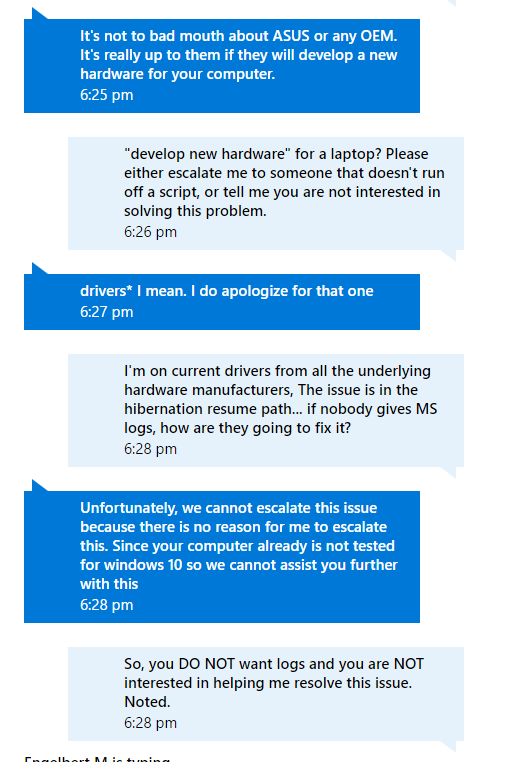 It's not to bad mouth about ASUS or any OEM.
It's really up to them if they will develop a new
hardware for your computer.
6:25 pm
"develop new hardware" for a laptop? Please
either escalate me to someone that doesn't run
off a script, or tell me you are not interested in
solving this problem.
6:26 pm
drivers* I mean. I do apologize for that one
6:27 pm
I'm on current drivers from all the underlying
hardware manufacturers, The issue is in the
hibernation resume path... if nobody gives MS
logs, how are they going to fix it?
6:28 pm
Unfortunately, we cannot escalate this issue
because there is no reason for me to escalate
this. Since your computer already is not tested
for windows 10 so we cannot assist you further
with this
6:28 pm
So, you DO NOT want logs and you are NOT
interested in helping me resolve this issue.
Noted.
6:28 pm
Engelbert M is typing